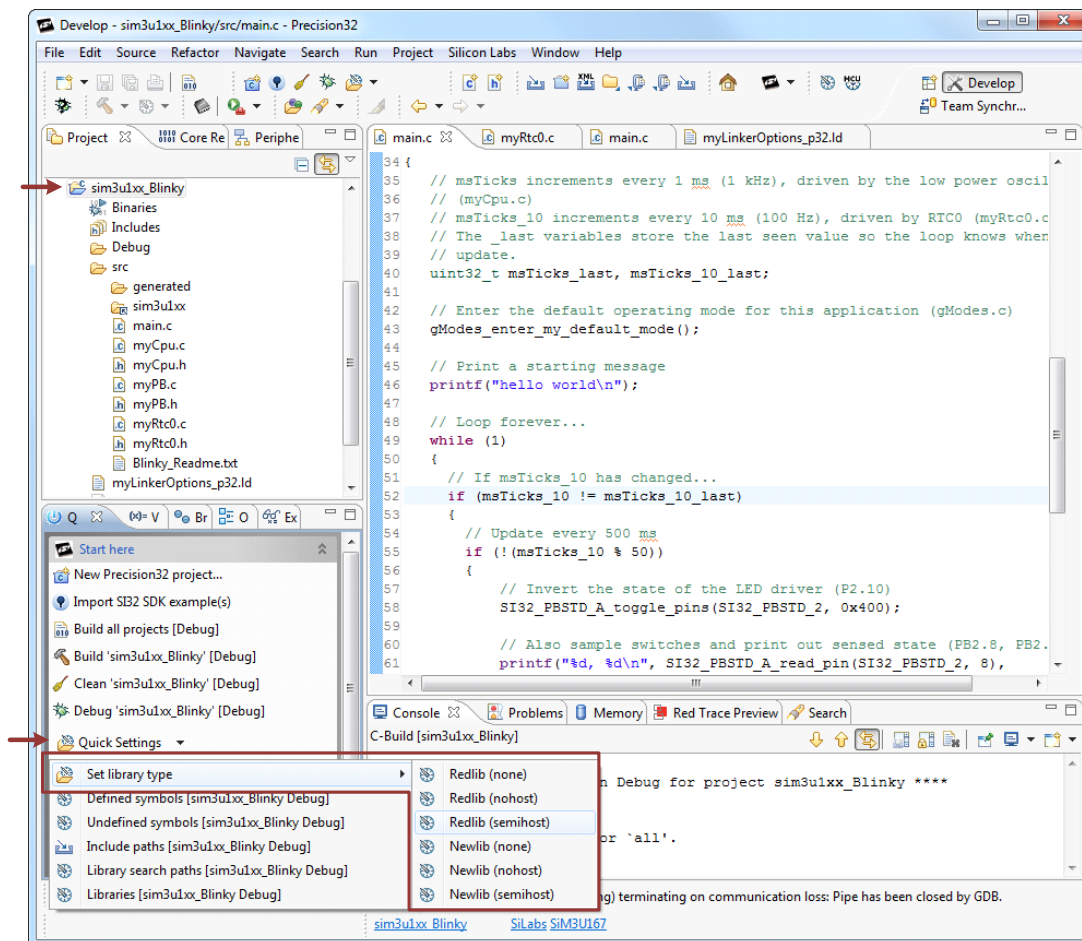 Develop - sim3u1xx_Blinky/src/main.c - Precision32
File Edit Source Refactor Navigate Search Run Project Silicon Labs Window Help
Develop
Team Synchr...
Project
Core Re
Periphe
sim3u1xx_Blinky
Binaries
Includes
Debug
src
generated
sim3u1xx
main.c
myCpu.c
myCpu.h
myPB.c
myPB.h
myRtc0.c
myRtc0.h
Blinky_Readme.txt
myLinkerOptions_p32.ld
main.c
myRtc0.c
main.c
myLinkerOptions_p32.ld
34 {
35 // msTicks increments every 1 ms (1 kHz), driven by the low power oscil
36 // (myCpu.c)
37 // msTicks_10 increments every 10 ms (100 Hz), driven by RTC0 (myRtc0.c
38 // The _last variables store the last seen value so the loop knows when
39 // update.
40 uint32_t msTicks_last, msTicks_10_last;
41
42 // Enter the default operating mode for this application (gModes.c)
43 gModes_enter_my_default_mode();
44
45 // Print a starting message
46 printf("hello world\n");
47
48 // Loop forever...
49 while (1)
50 {
51 // If msTicks_10 has changed...
52 if (msTicks_10 != msTicks_10_last)
53 {
54 // Update every 500 ms
55 if (!(msTicks_10 % 50))
56 {
57 // Invert the state of the LED driver (P2.10)
58 SI32_PBSTD_A_toggle_pins(SI32_PBSTD_2, 0x400);
59
60 // Also sample switches and print out sensed state (PB2.8, PB2.
61 printf("%d, %d\n", SI32_PBSTD_A_read_pin(SI32_PBSTD_2, 8),
Q
(x)= V
Br
O
Ex
Start here
New Precision32 project...
Import SI32 SDK example(s)
Build all projects [Debug]
Build 'sim3u1xx_Blinky' [Debug]
Clean 'sim3u1xx_Blinky' [Debug]
Debug 'sim3u1xx_Blinky' [Debug]
Quick Settings
Set library type
Defined symbols [sim3u1xx_Blinky Debug]
Undefined symbols [sim3u1xx_Blinky Debug]
Include paths [sim3u1xx_Blinky Debug]
Library search paths [sim3u1xx_Blinky Debug]
Libraries [sim3u1xx_Blinky Debug]
Redlib (none)
Redlib (nohost)
Redlib (semihost)
Newlib (none)
Newlib (nohost)
Newlib (semihost)
Console
Problems
Memory
Red Trace Preview
Search
C-Build [sim3u1xx_Blinky]
n Debug for project sim3u1xx_Blinky ****
or `all'.
ng) terminating on communication loss: Pipe has been closed by GDB.
sim3u1xx Blinky
SiLabs SiM3U167